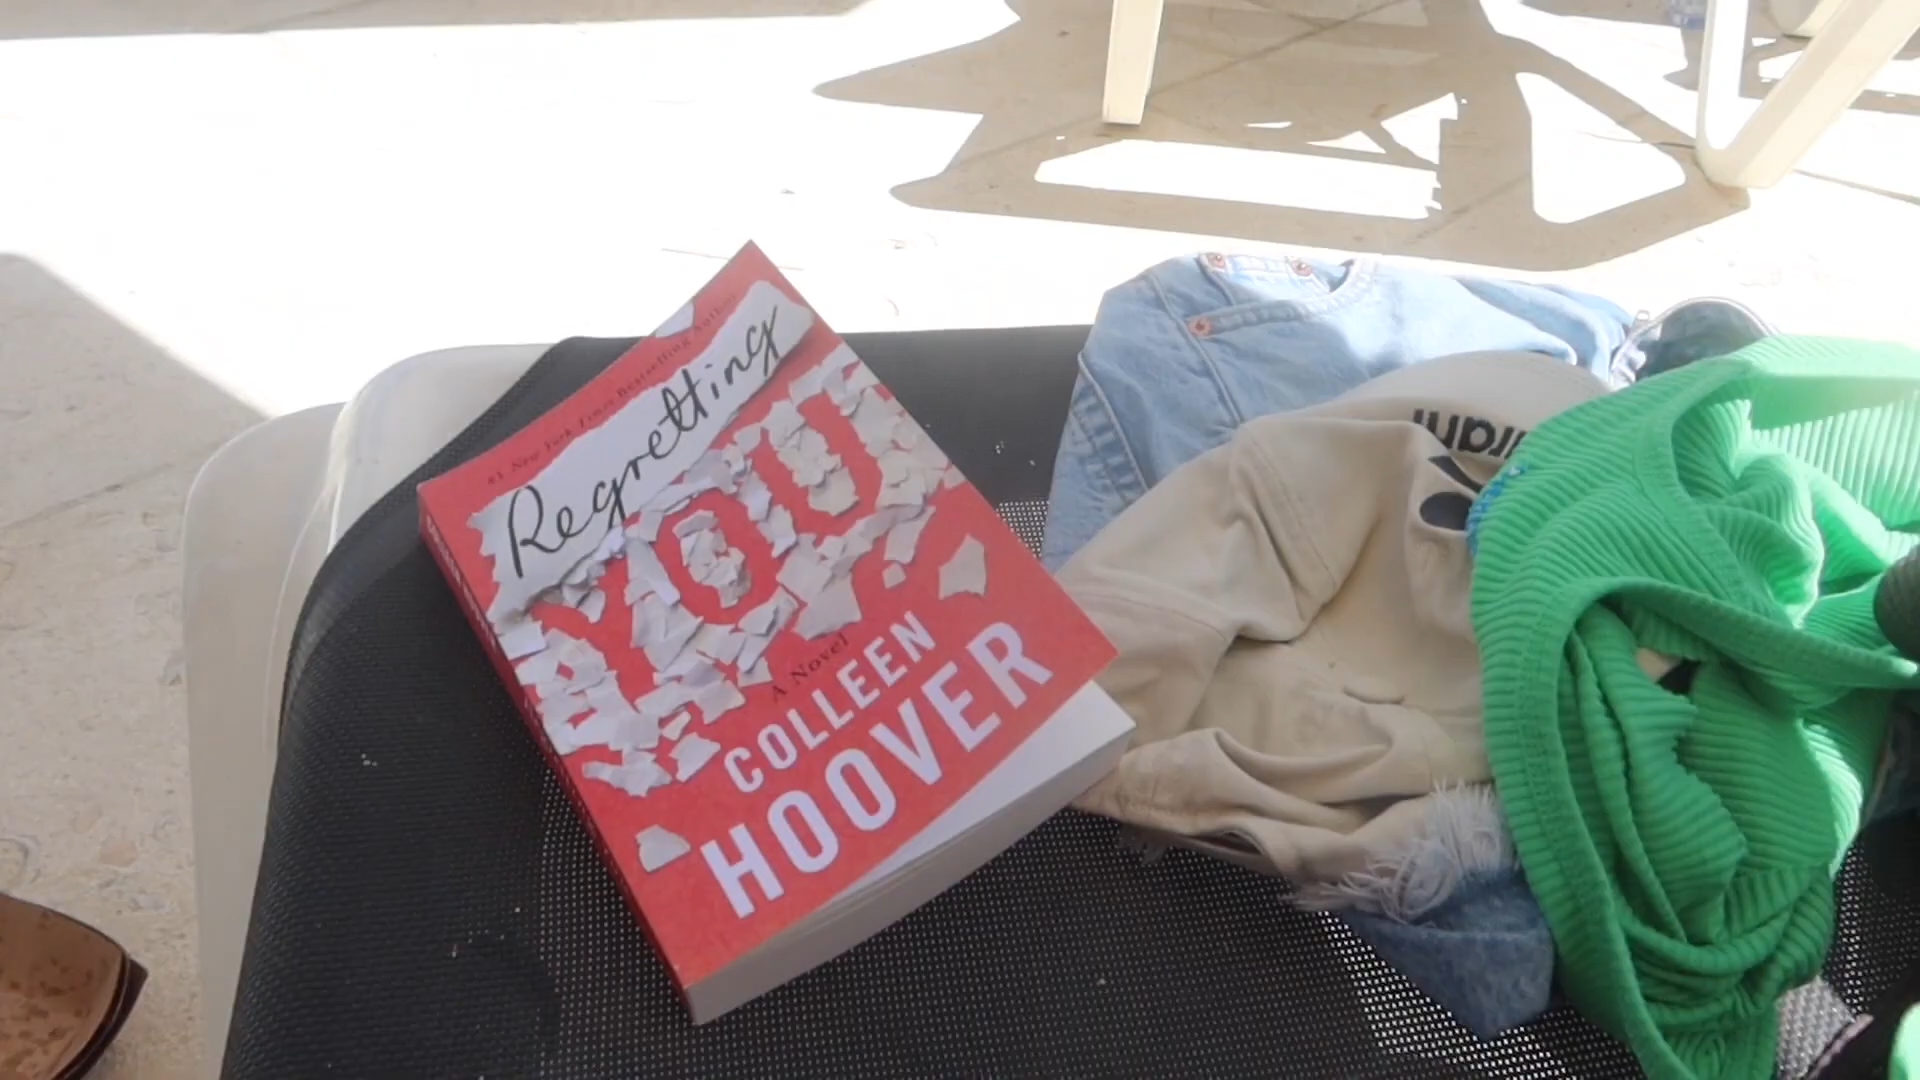 #1 New York Times Bestselling Author
Regretting
YOU
A Novel
COLLEEN
HOOVER